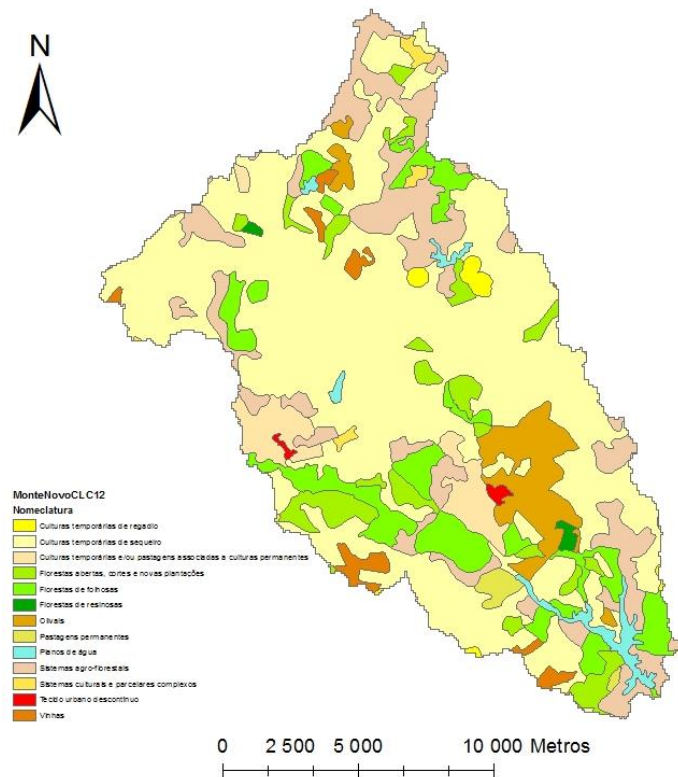 N
MonteNovoCLC12
Nomeclatura
Culturas temporárias de regadio
Culturas temporárias de sequeiro
Culturas temporárias e/ou pastagens associadas a culturas permanentes
Florestas abertas, cortes e novas plantações
Florestas de folhosas
Florestas de resinosas
Olivais
Pastagens permanentes
Planos de água
Sistemas agro-florestais
Sistemas culturais e parcelares complexos
Tecido urbano descontínuo
Vinhas
0 2 500 5 000 10 000 Metros